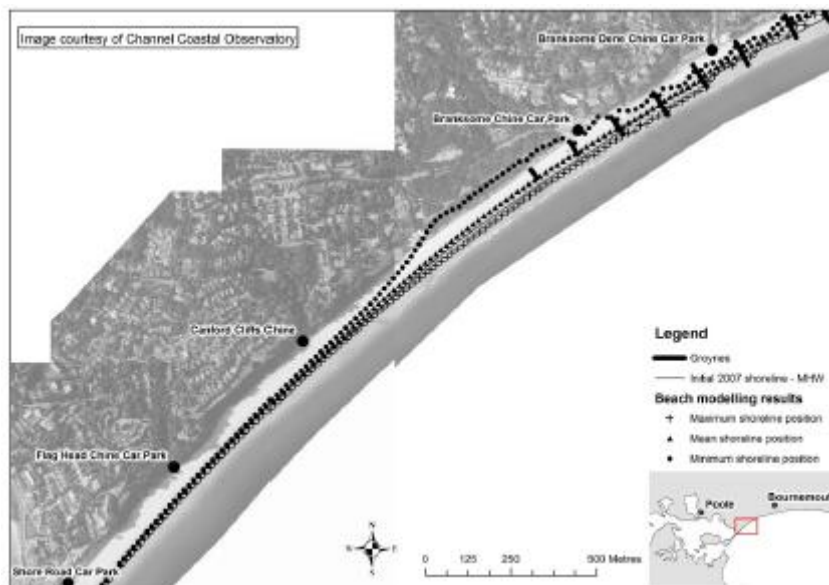 Image courtesy of Channel Coastal Observatory
Branksome Dene Chine Car Park
Branksome Chine Car Park
Canford Cliffs Chine
Flag Head Chine Car Park
Shore Road Car Park
Legend
Groynes
Initial 2007 shoreline - MHW
Beach modelling results
Maximum shoreline position
Mean shoreline position
Minimum shoreline position
Poole
Bournemouth
N
W E
S
0 125 250 500 Metres